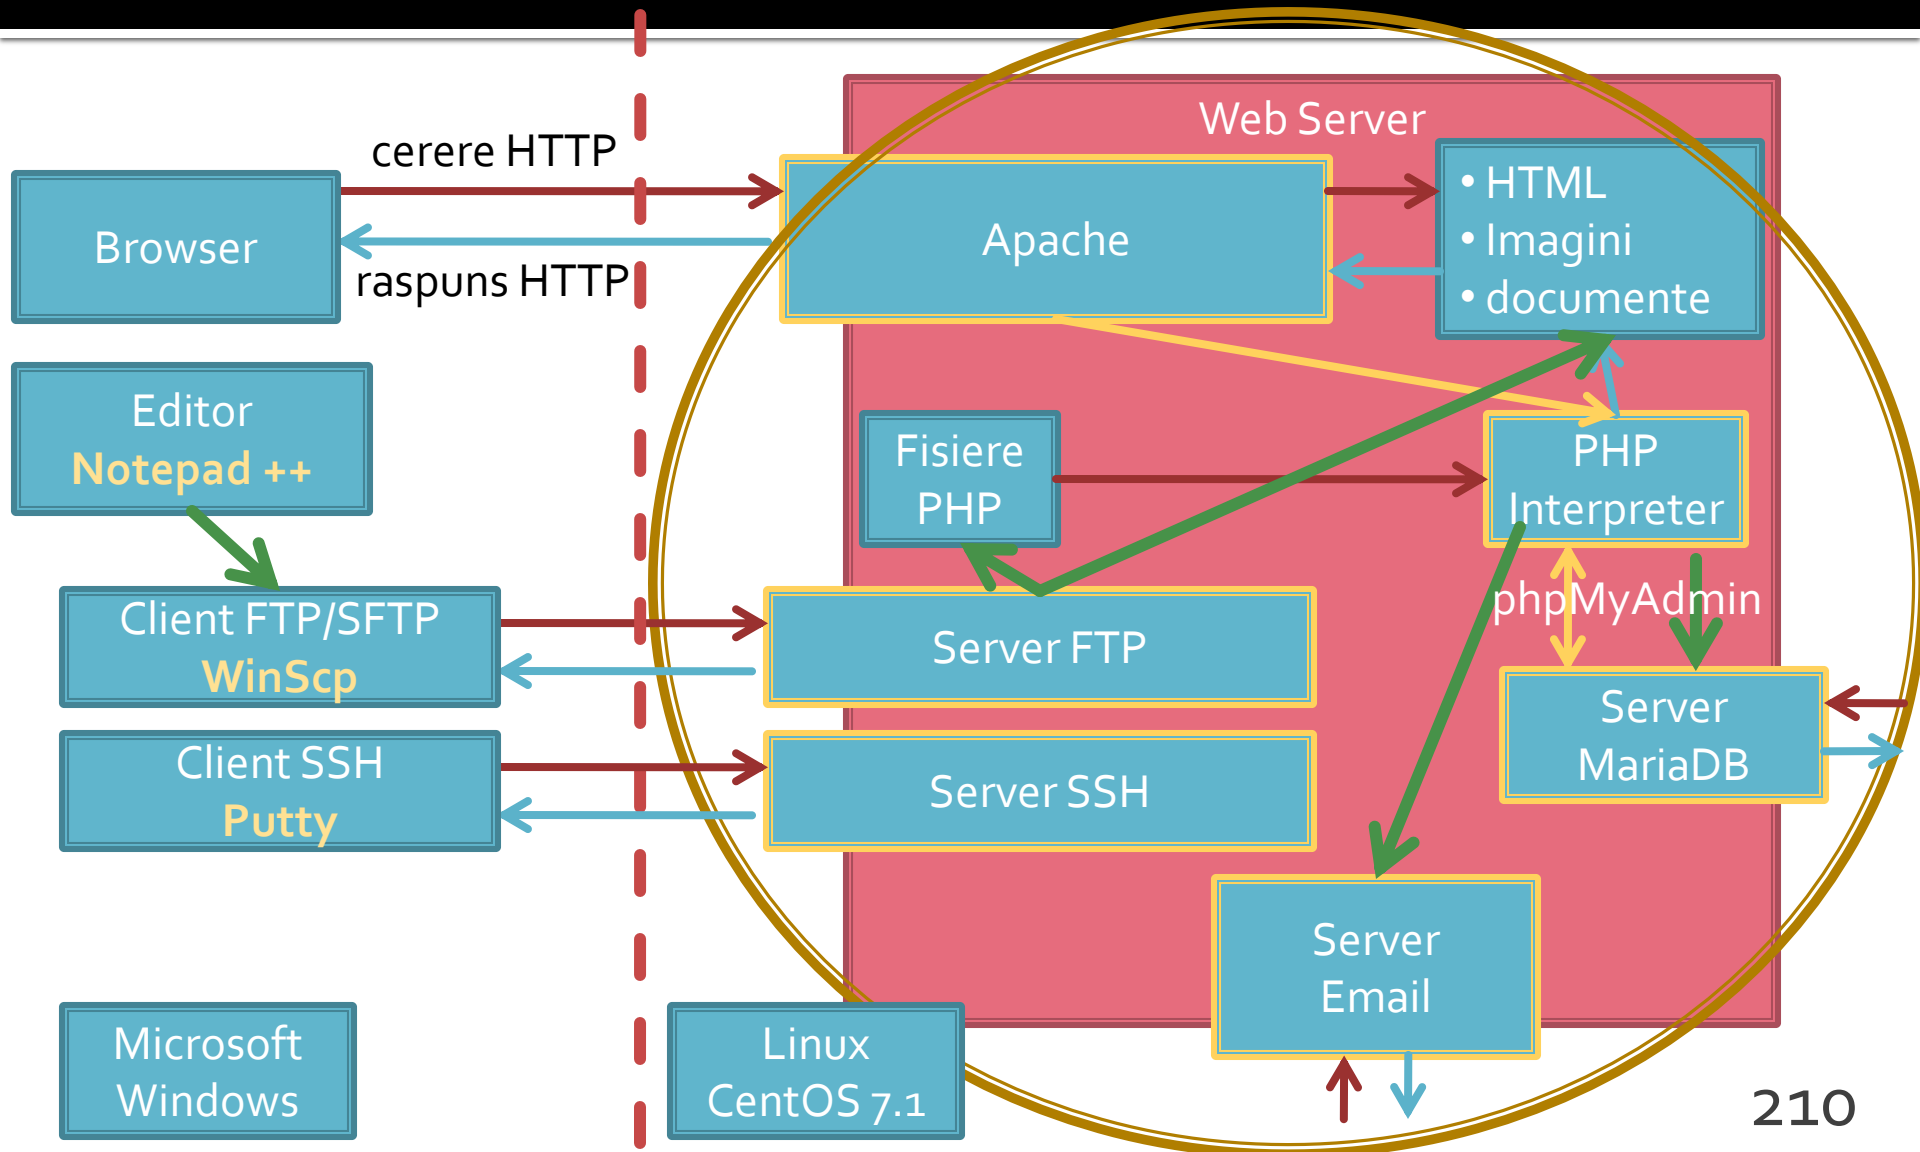 Web Server
cerere HTTP
Browser
raspuns HTTP
Apache
• HTML
• Imagini
• documente
Editor
Notepad ++
Fisiere
PHP
PHP
Interpreter
phpMyAdmin
Client FTP/SFTP
WinScp
Server FTP
Server
MariaDB
Client SSH
Putty
Server SSH
Server
Email
Microsoft
Windows
Linux
CentOS 7.1
210